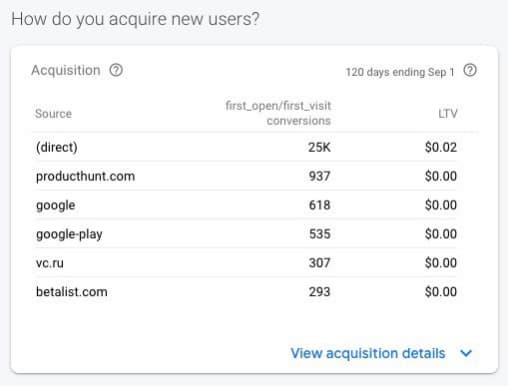 How do you acquire new users?
Acquisition
120 days ending Sep 1
Source
first_open/first_visit
conversions
LTV
(direct) 25K $0.02
producthunt.com 937 $0.00
google 618 $0.00
google-play 535 $0.00
vc.ru 307 $0.00
betalist.com 293 $0.00
View acquisition details